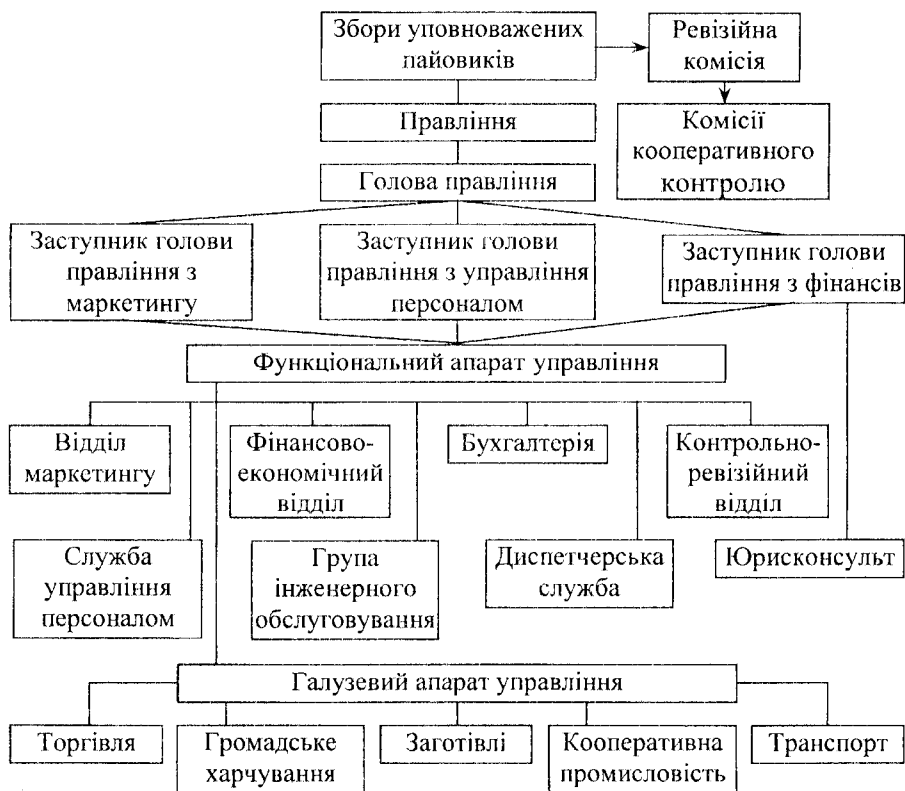 Збори уповноважених
пайовиків
Ревізійна
комісія
Правління
Комісії
кооперативного
контролю
Голова правління
Заступник голови
правління з
маркетингу
Заступник голови
правління з управління
персоналом
Заступник голови
правління з фінансів
Функціональний апарат управління
Відділ
маркетингу
Фінансово-
економічний
відділ
Бухгалтерія
Контрольно-
ревізійний
відділ
Служба
управління
персоналом
Група
інженерного
обслуговування
Диспетчерська
служба
Юрисконсульт
Галузевий апарат управління
Торгівля
Громадське
харчування
Заготівлі
Кооперативна
промисловість
Транспорт